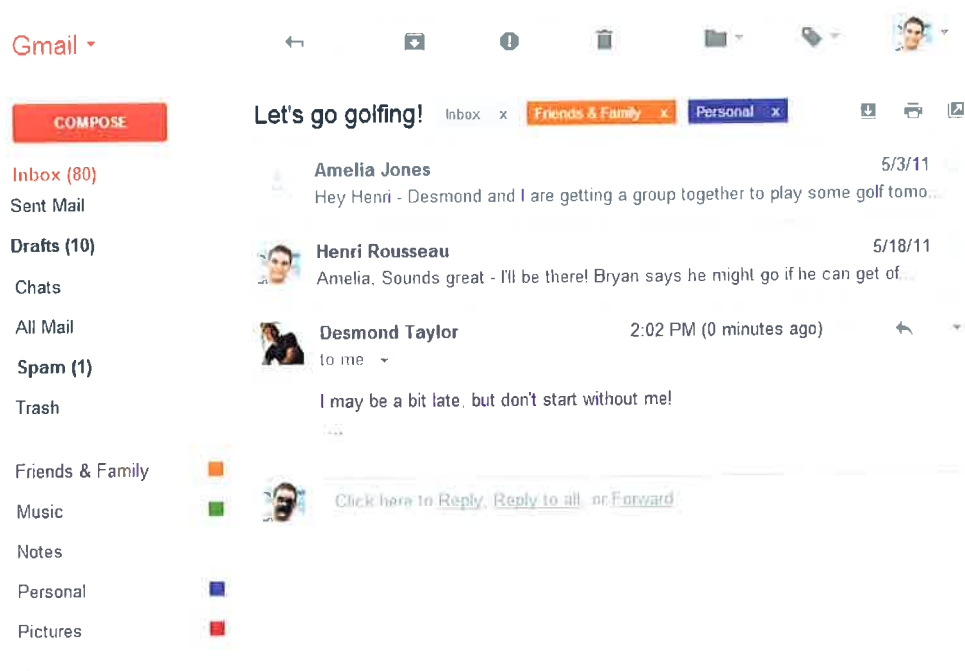 Gmail
COMPOSE
Inbox (80)
Sent Mail
Drafts (10)
Chats
All Mail
Spam (1)
Trash
Friends & Family
Music
Notes
Personal
Pictures
Let's go golfing! Inbox x Friends & Family x Personal x
Amelia Jones 5/3/11
Hey Henri - Desmond and I are getting a group together to play some golf tomo...
Henri Rousseau 5/18/11
Amelia, Sounds great - I'll be there! Bryan says he might go if he can get of...
Desmond Taylor 2:02 PM (0 minutes ago)
to me
I may be a bit late, but don't start without me!
...
Click here to Reply, Reply to all, or Forward